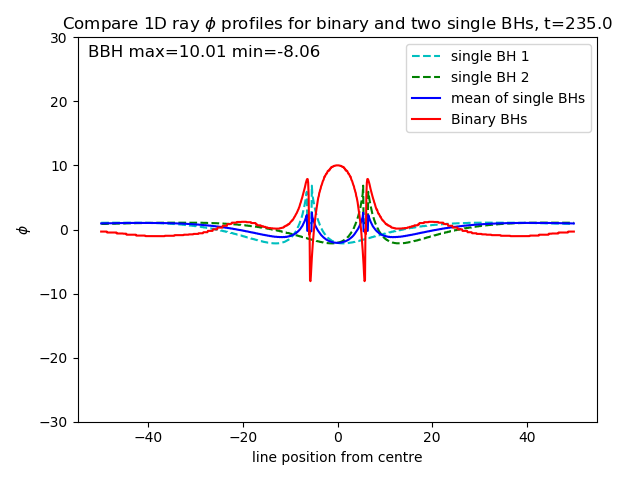 Compare 1D ray ϕ profiles for binary and two single BHs, t=235.0
BBH max=10.01 min=-8.06
single BH 1
single BH 2
mean of single BHs
Binary BHs
30
20
10
0
−10
−20
−30
ϕ
−40
−20
0
20
40
line position from centre